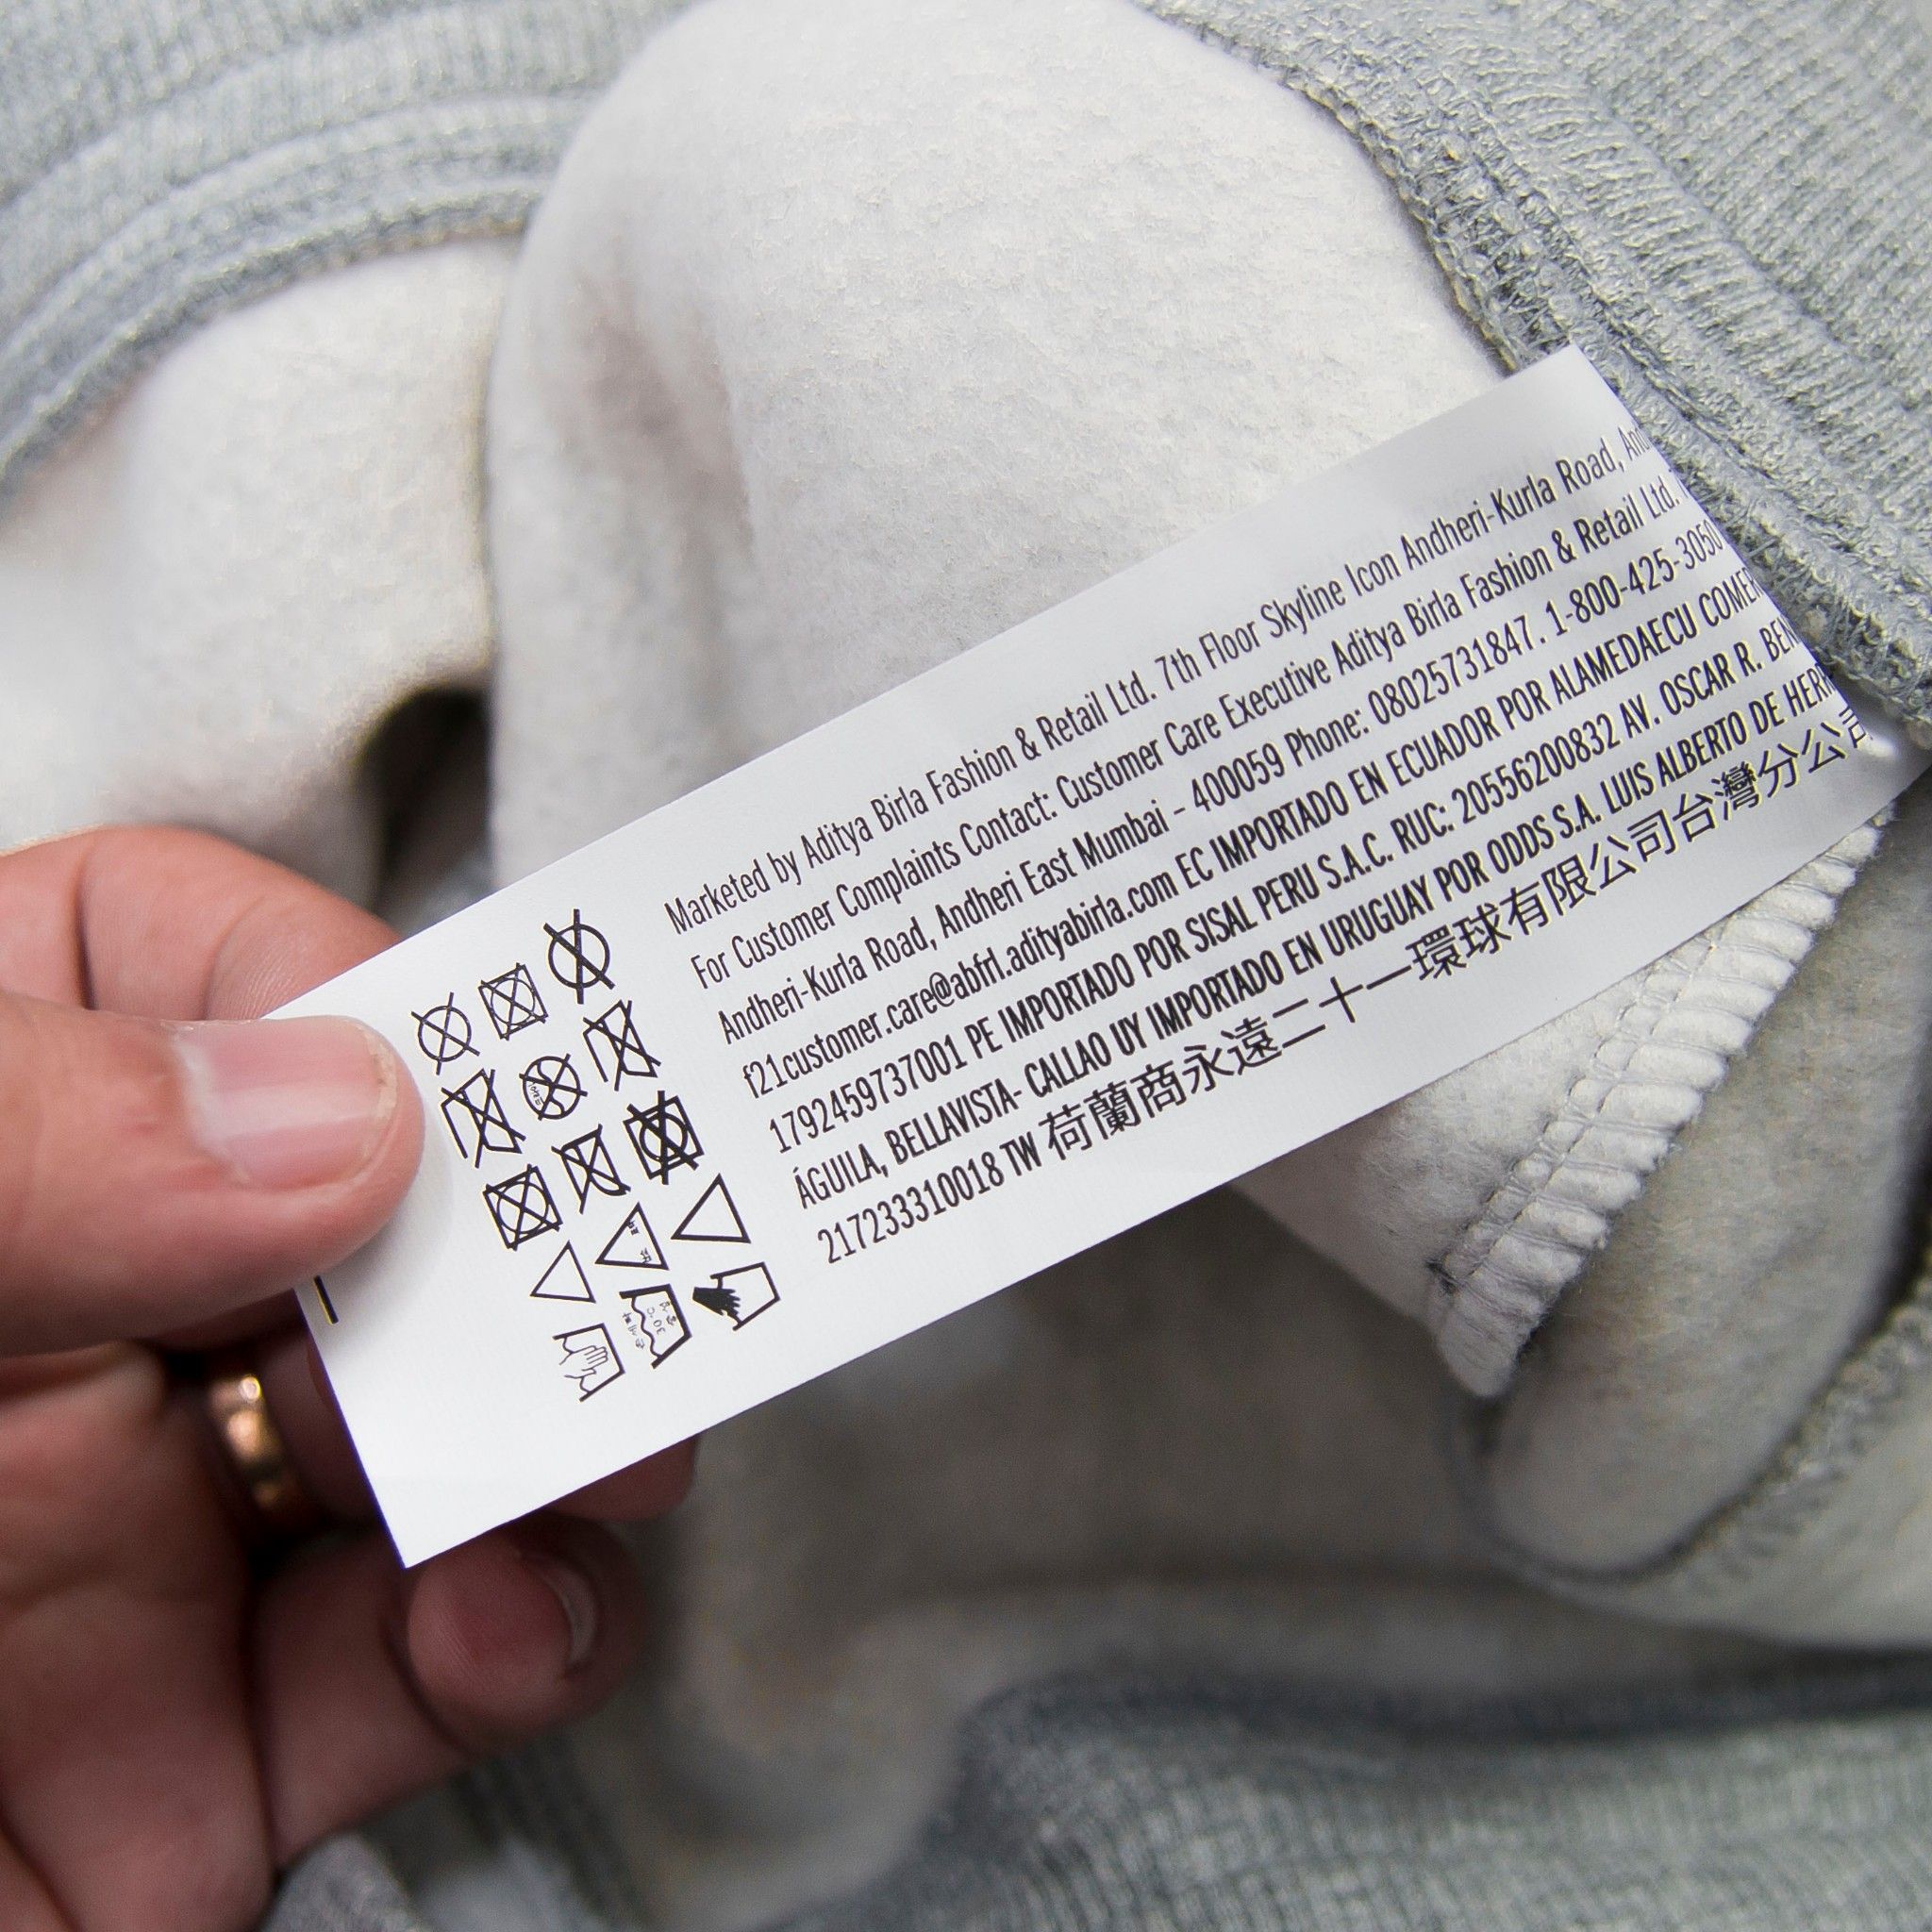 Marketed by Aditya Birla Fashion & Retail Ltd. 7th Floor Skyline Icon Andheri-Kurla Road,
For Customer Complaints Contact: Customer Care Executive Aditya Birla Fashion & Retail Ltd.
Andheri-Kurla Road, Andheri East Mumbai - 400059 Phone: 08025731847. 1-800-425-3050
f21customer.care@abfrl.adityabirla.com EC IMPORTADO EN ECUADOR POR ALAMEDAECU
1792459737001 PE IMPORTADO POR SISAL PERU S.A.C. RUC: 20556200832 AV. OSCAR R.
ÁGUILA, BELLAVISTA- CALLAO UY IMPORTADO EN URUGUAY POR ODDS S.A. LUIS ALBERTO DE
217233310018 TW 荷蘭商永遠二十一環球有限公司台灣分公司